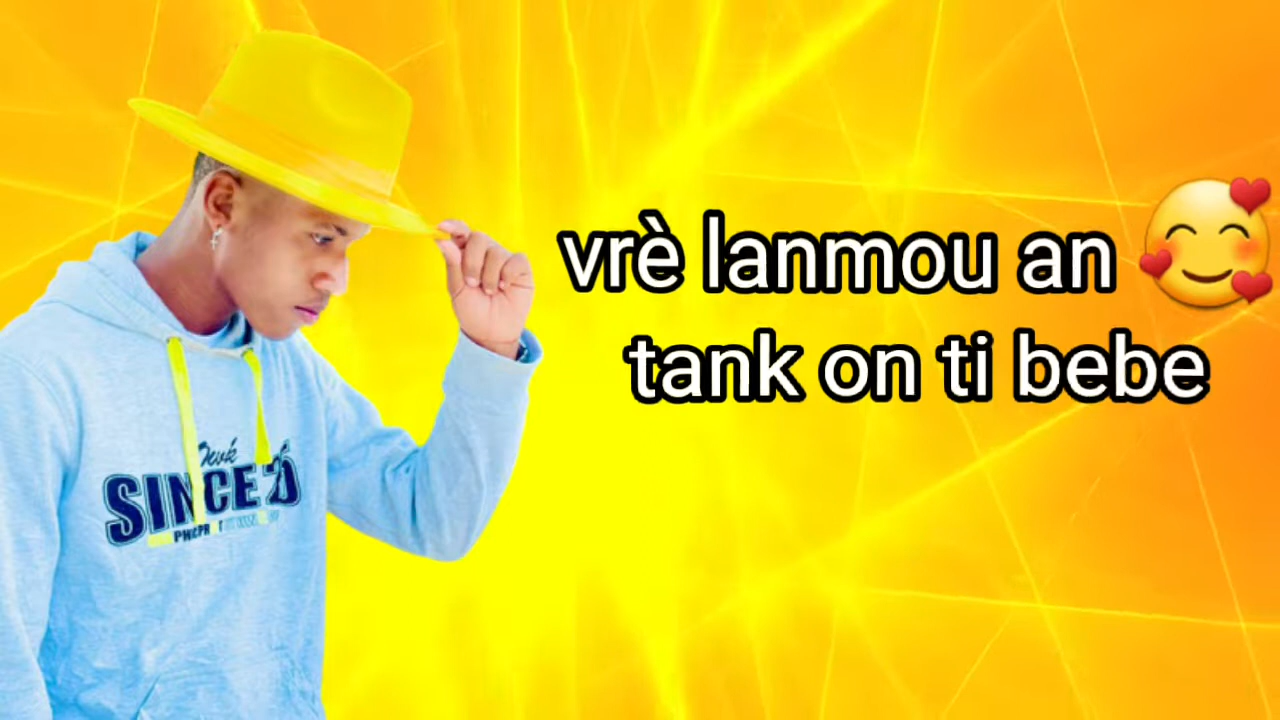 vrè lanmou an 🥰
tank on ti bebe
SINCE